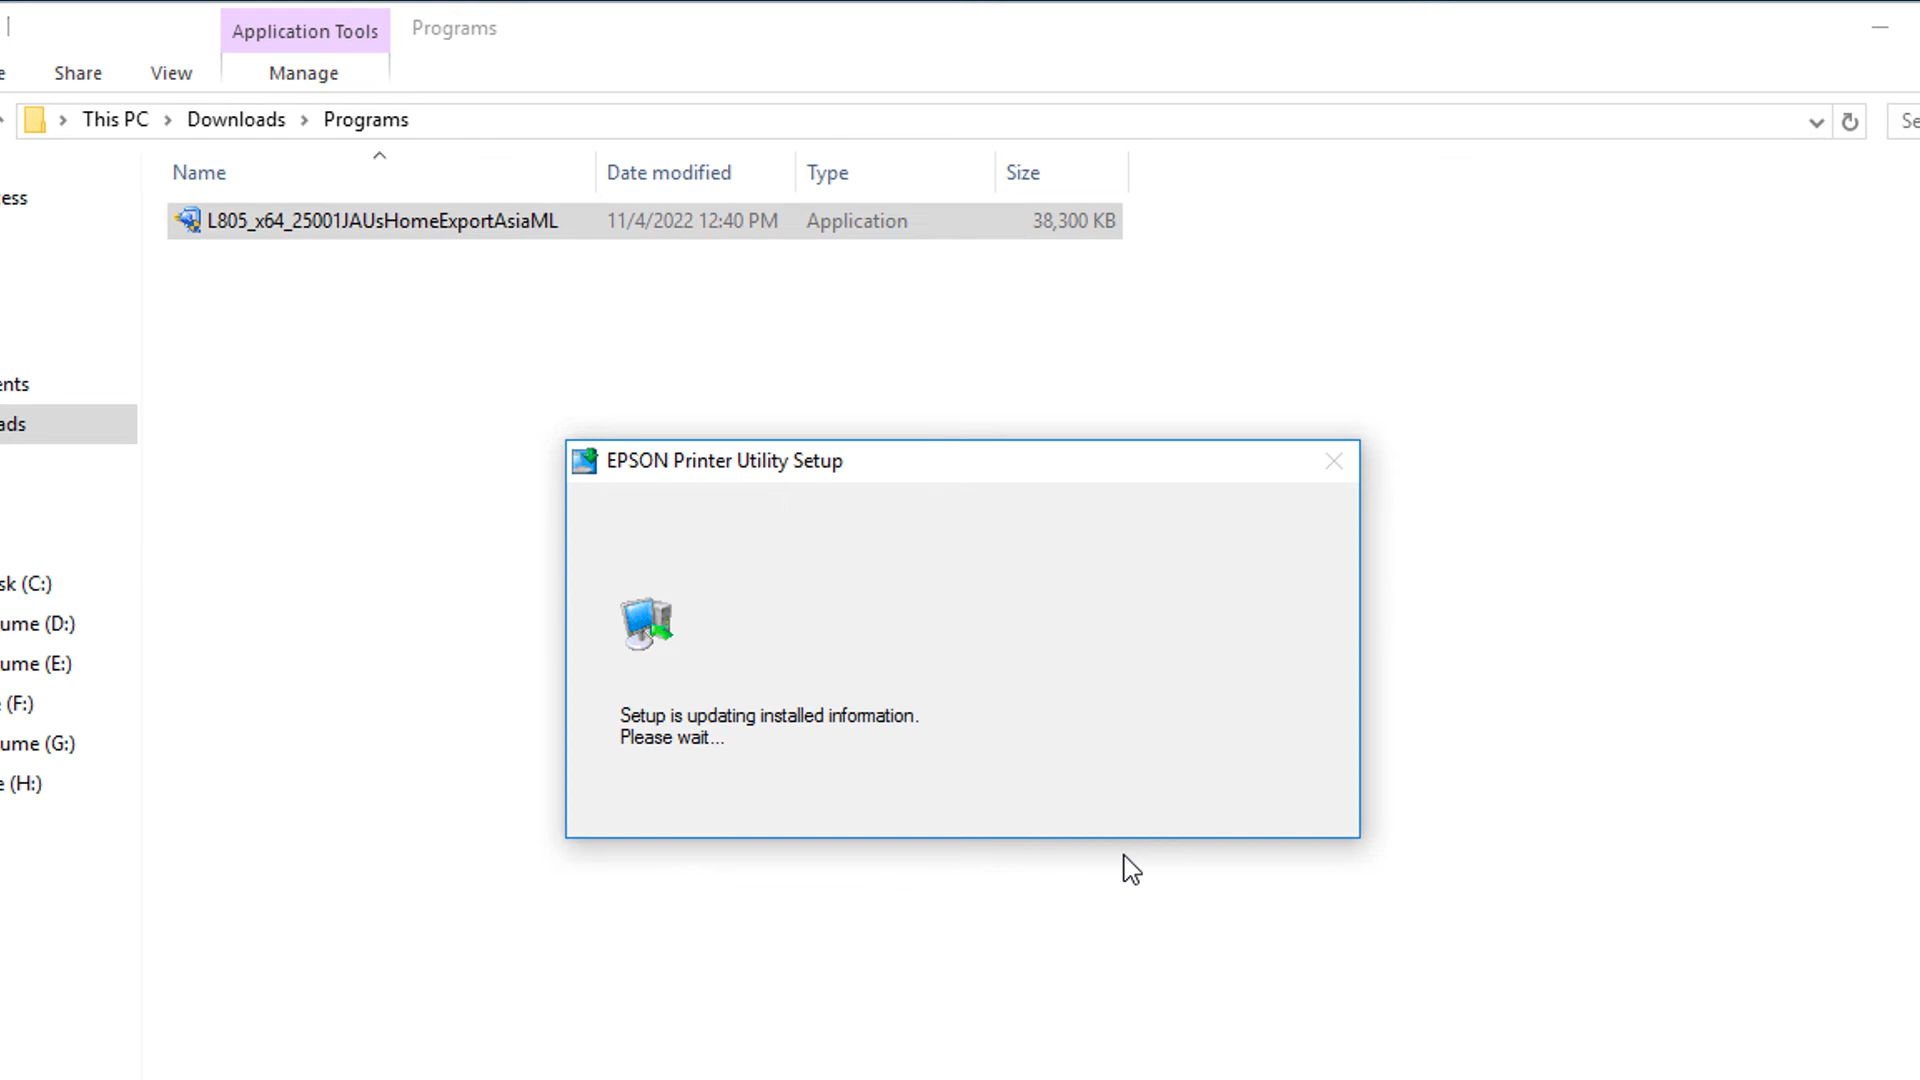 Application Tools
Programs
e
Share
View
Manage
This PC
Downloads
Programs
Se
Name
Date modified
Type
Size
L805_x64_25001JAUsHomeExportAsiaML
11/4/2022 12:40 PM
Application
38,300 KB
ess
ents
ads
sk (C:)
ume (D:)
ume (E:)
e (F:)
ume (G:)
e (H:)
EPSON Printer Utility Setup
Setup is updating installed information.
Please wait...